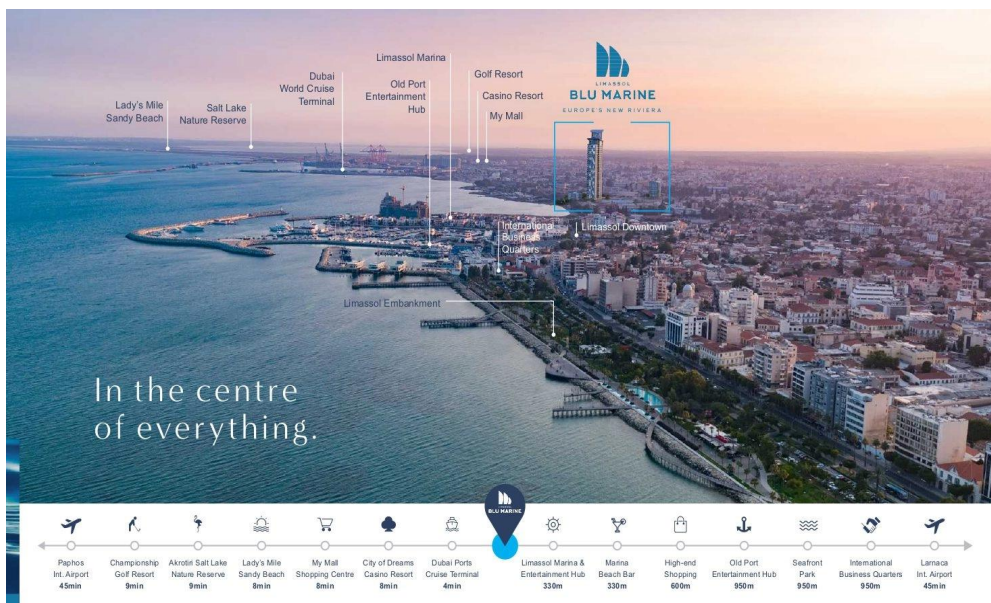 LIMASSOL
BLU MARINE
EUROPE'S NEW RIVIERA
Limassol Marina
Golf Resort
Dubai
World Cruise
Terminal
Old Port
Entertainment
Hub
Casino Resort
My Mall
Lady's Mile
Sandy Beach
Salt Lake
Nature Reserve
International
Business
Quarters
Limassol Downtown
Limassol Embankment
In the centre
of everything.
BLU MARINE
Paphos
Int. Airport
45min
Championship
Golf Resort
9min
Akrotiri Salt Lake
Nature Reserve
9min
Lady's Mile
Sandy Beach
8min
My Mall
Shopping Centre
8min
City of Dreams
Casino Resort
8min
Dubai Ports
Cruise Terminal
4min
Limassol Marina &
Entertainment Hub
330m
Marina
Beach Bar
330m
High-end
Shopping
600m
Old Port
Entertainment Hub
950m
Seafront
Park
950m
International
Business Quarters
950m
Larnaca
Int. Airport
45min